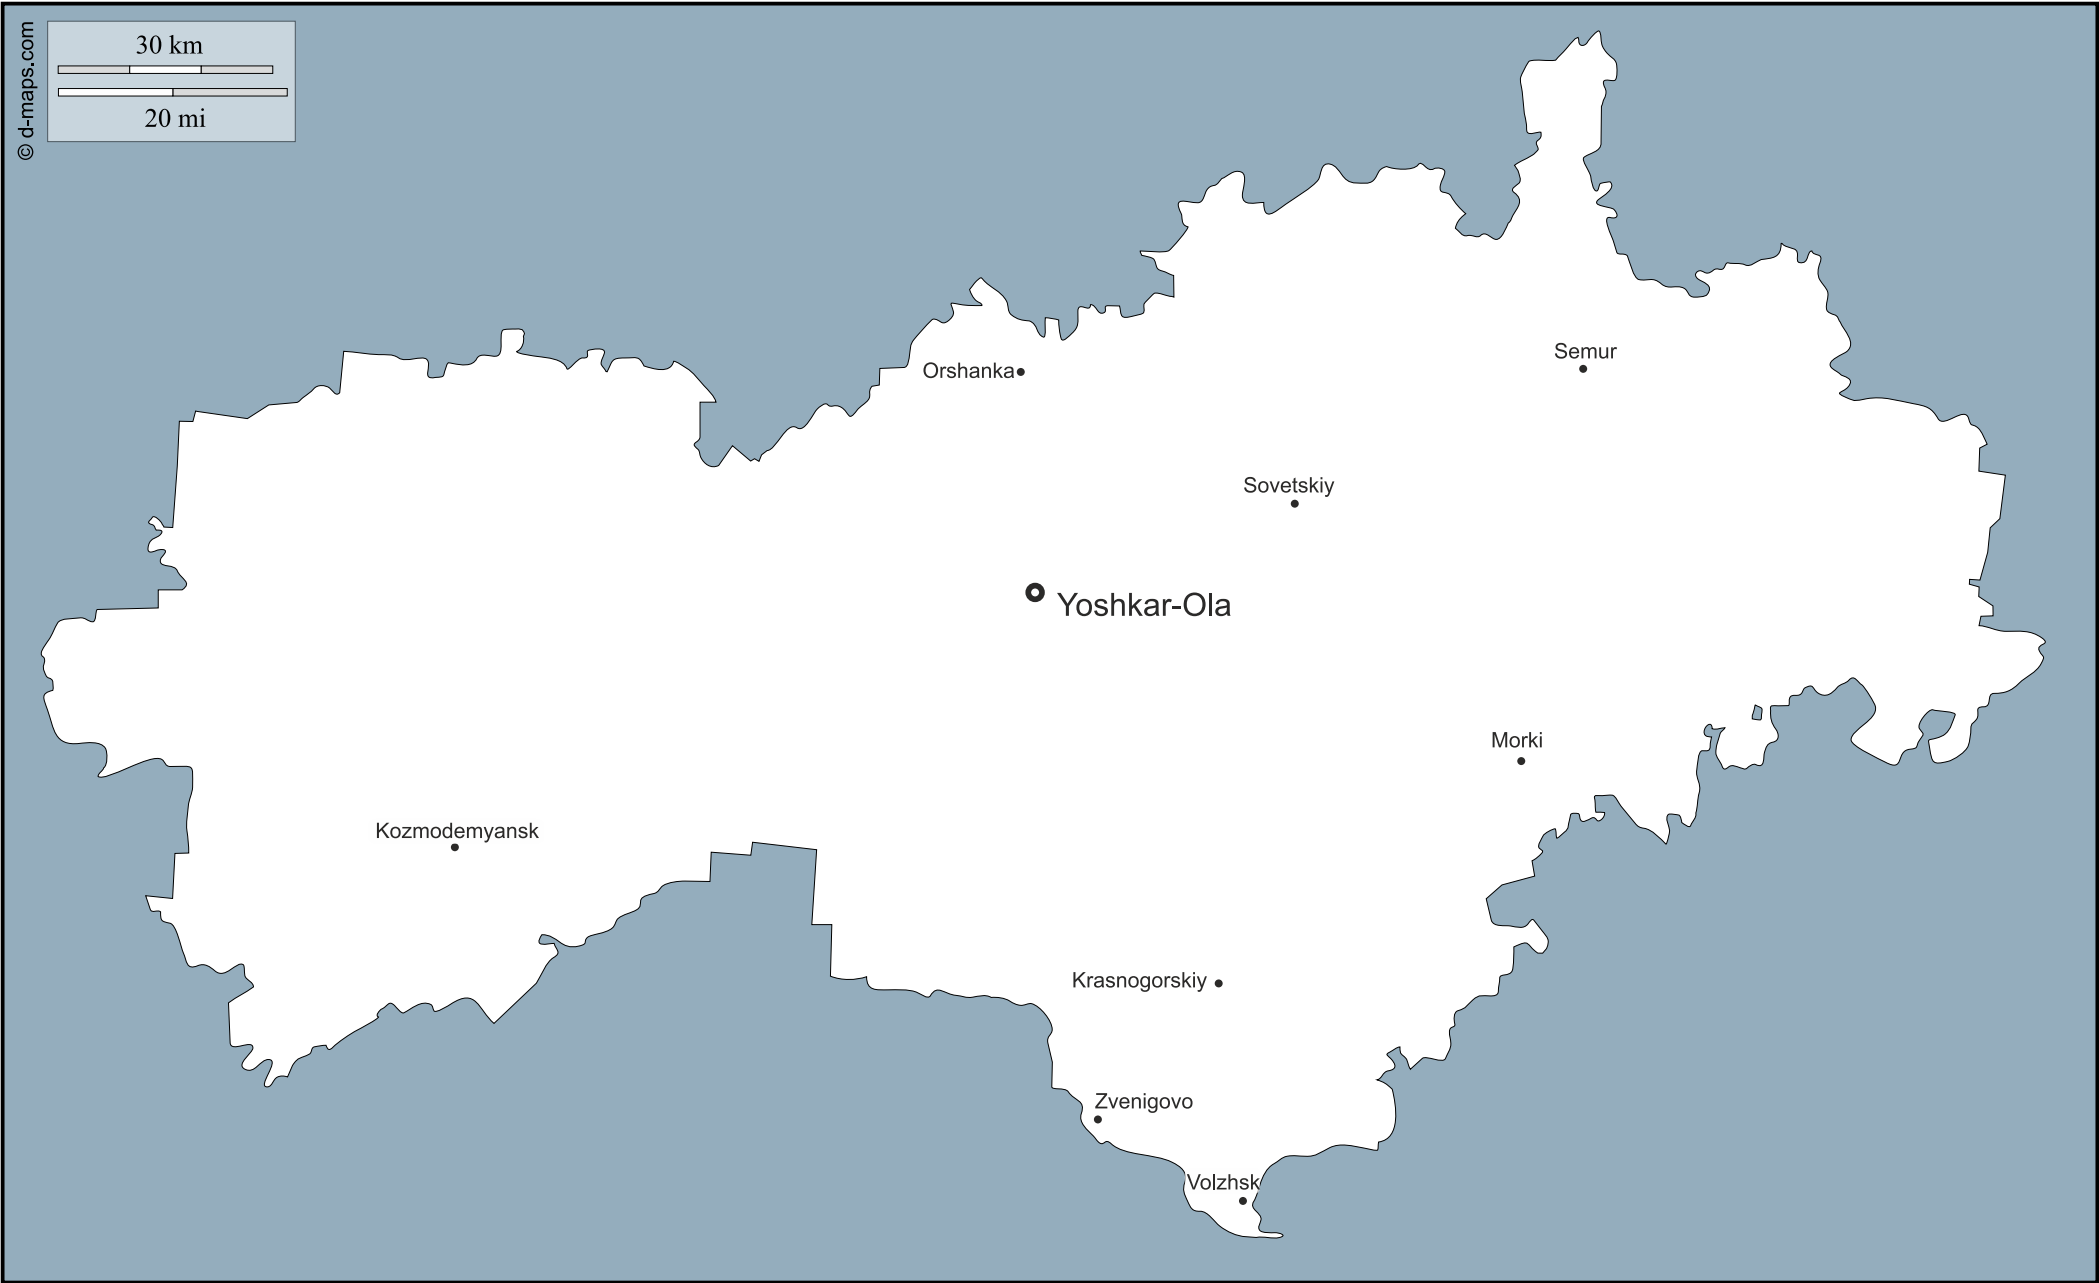 © d-maps.com
30 km
20 mi
Semur
Orshanka
Sovetskiy
Yoshkar-Ola
Morki
Kozmodemyansk
Krasnogorskiy
Zvenigovo
Volzhsk